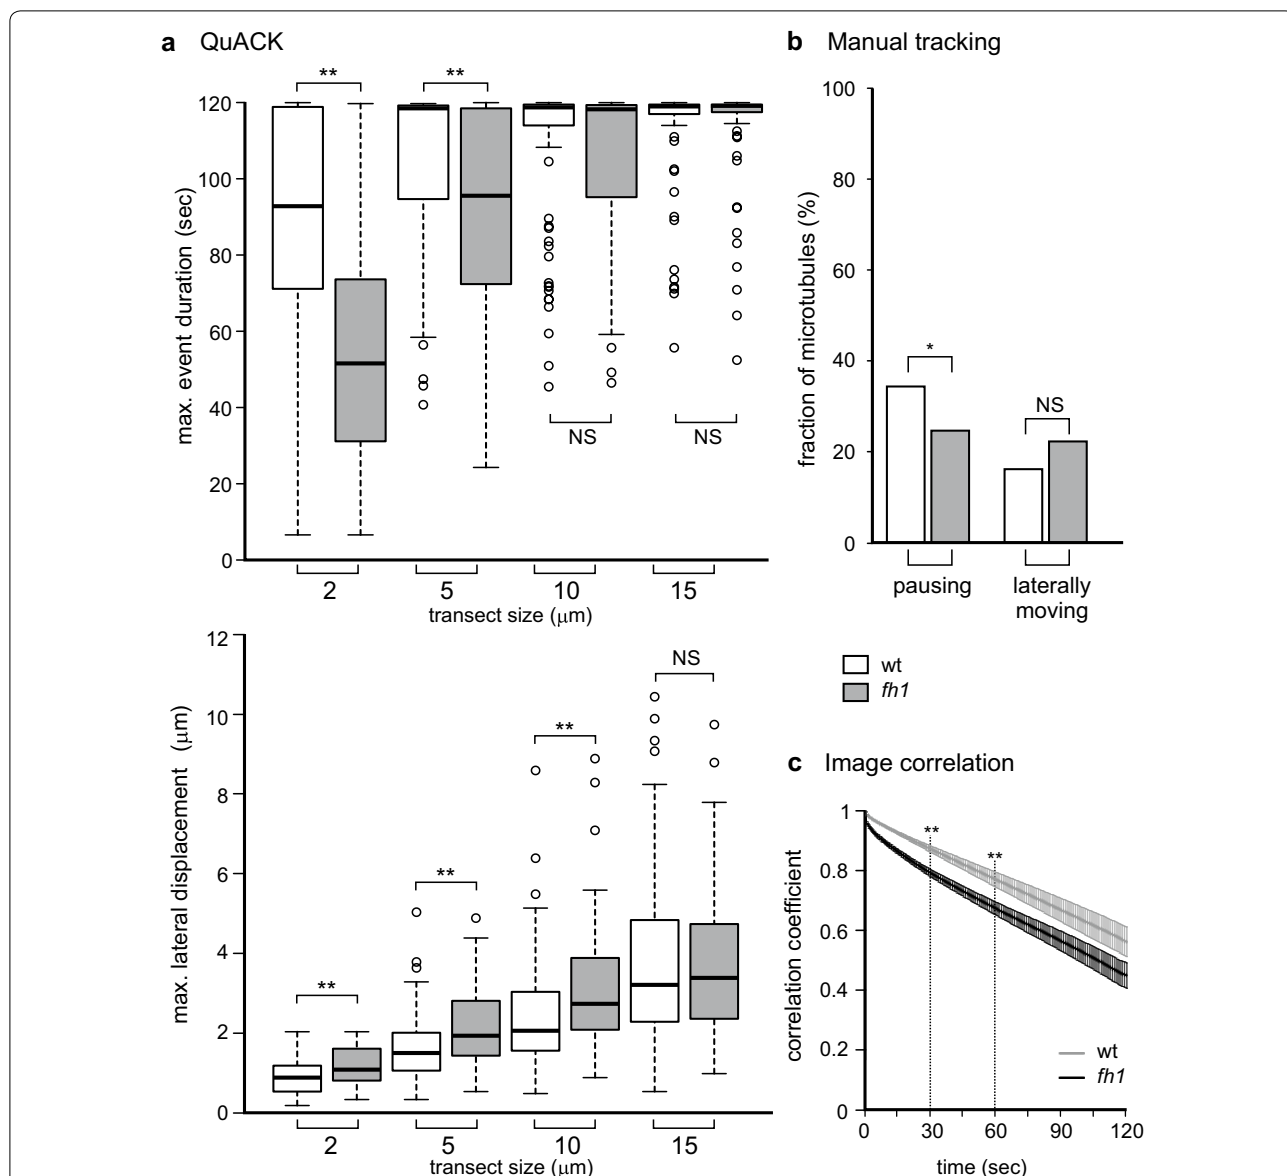 a QuACK
max. event duration (sec)
120
100
80
60
40
20
0
**
**
NS
NS
2 5 10 15
transect size (μm)
max. lateral displacement (μm)
12
10
8
6
4
2
0
**
**
**
NS
2 5 10 15
transect size (μm)
b Manual tracking
fraction of microtubules (%)
100
80
60
40
20
0
*
NS
pausing
laterally
moving
wt
fh1
c Image correlation
correlation coefficient
1
0.8
0.6
0.4
0.2
0
**
**
wt
fh1
0 30 60 90 120
time (sec)